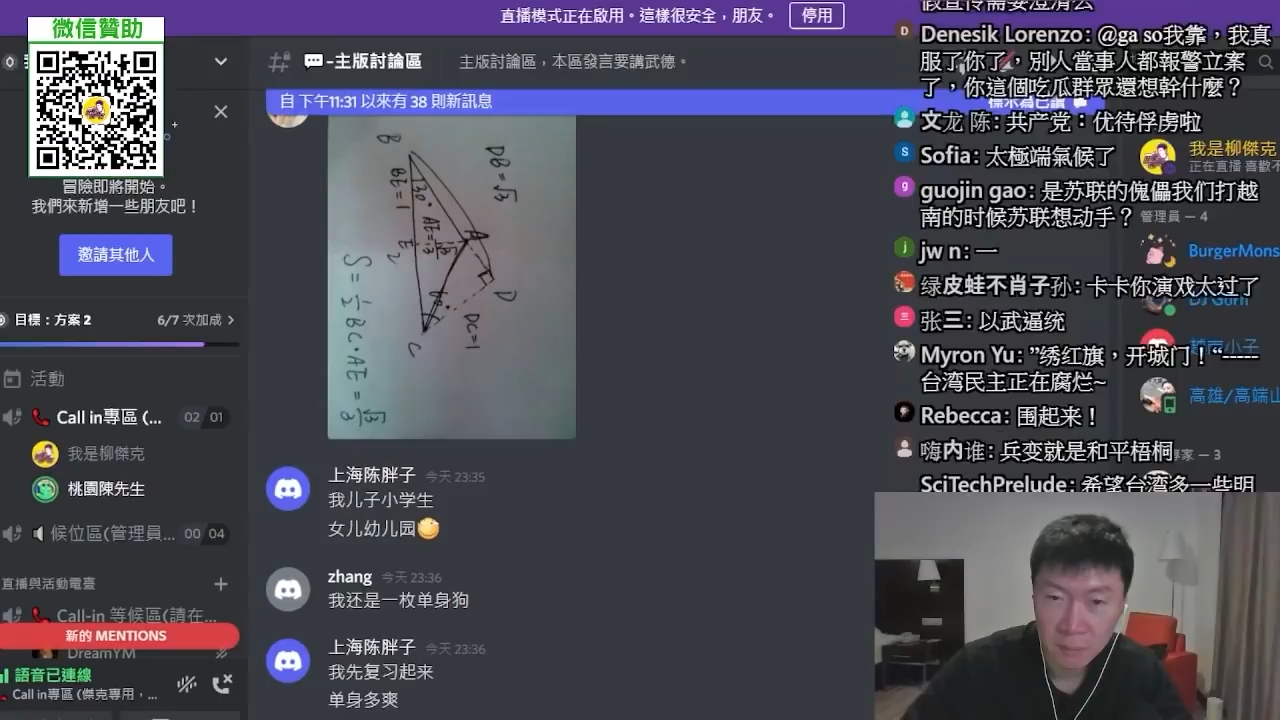 直播模式正在啟用。這樣很安全，朋友。
停用
微信贊助
冒險即將開始。
我們來新增一些朋友吧！
邀請其他人
目標：方案 2
6/7 次加成
活動
Call in專區 (...
02 01
我是柳傑克
桃園陳先生
候位區(管理員...
00 04
直播與活動電臺
Call-in 等候區(請在...
新的 MENTIONS
DreamYM
語音已連線
Call in專區 (傑克專用，...
-主版討論區
主版討論區，本區發言要講武德。
自 下午11:31 以來有 38 則新訊息
DB=√3
B
30°
BE=1
A
E
D
DC=1
C
上海陈胖子 今天 23:35
我儿子小学生
女儿幼儿园
zhang 今天 23:36
我还是一枚单身狗
上海陈胖子 今天 23:36
我先复习起来
单身多爽
Denesik Lorenzo: @ga so我靠，我真
服了你了，別人當事人都報警立案
了，你這個吃瓜群眾還想幹什麼？
文龙 陈: 共产党：优待俘虏啦
Sofia: 太極端氣候了
guojin gao: 是苏联的傀儡我们打越
南的时候苏联想动手？
jw n: 一
绿皮蛙不肖子孙: 卡卡你演戏太过了
张三: 以武逼统
Myron Yu: ”绣红旗，开城门！“-----
台湾民主正在腐烂~
Rebecca: 围起来！
嗨内谁: 兵变就是和平梧桐
SciTechPrelude: 希望台湾多一些明
我是柳傑克
管理員 — 4
BurgerMons
DJ Gorn
越南小子
高雄/高端山